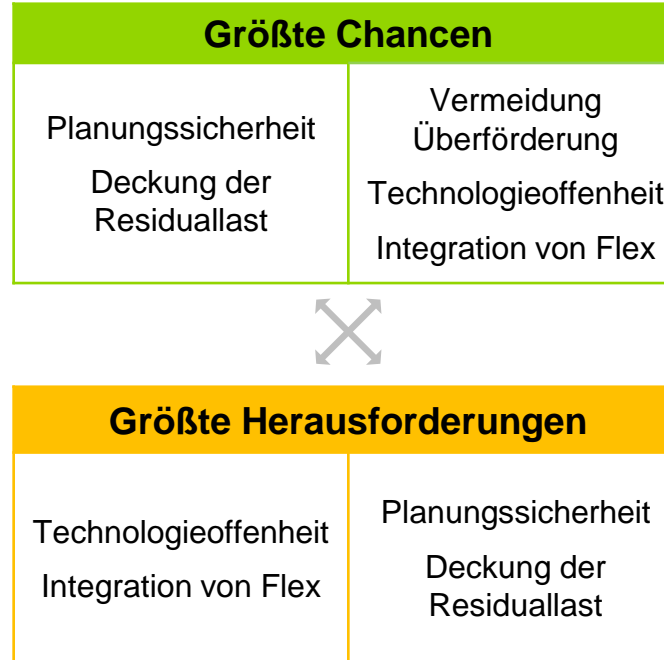 Größte Chancen
Planungssicherheit
Deckung der
Residuallast
Vermeidung
Überförderung
Technologieoffenheit
Integration von Flex
Größte Herausforderungen
Technologieoffenheit
Integration von Flex
Planungssicherheit
Deckung der
Residuallast